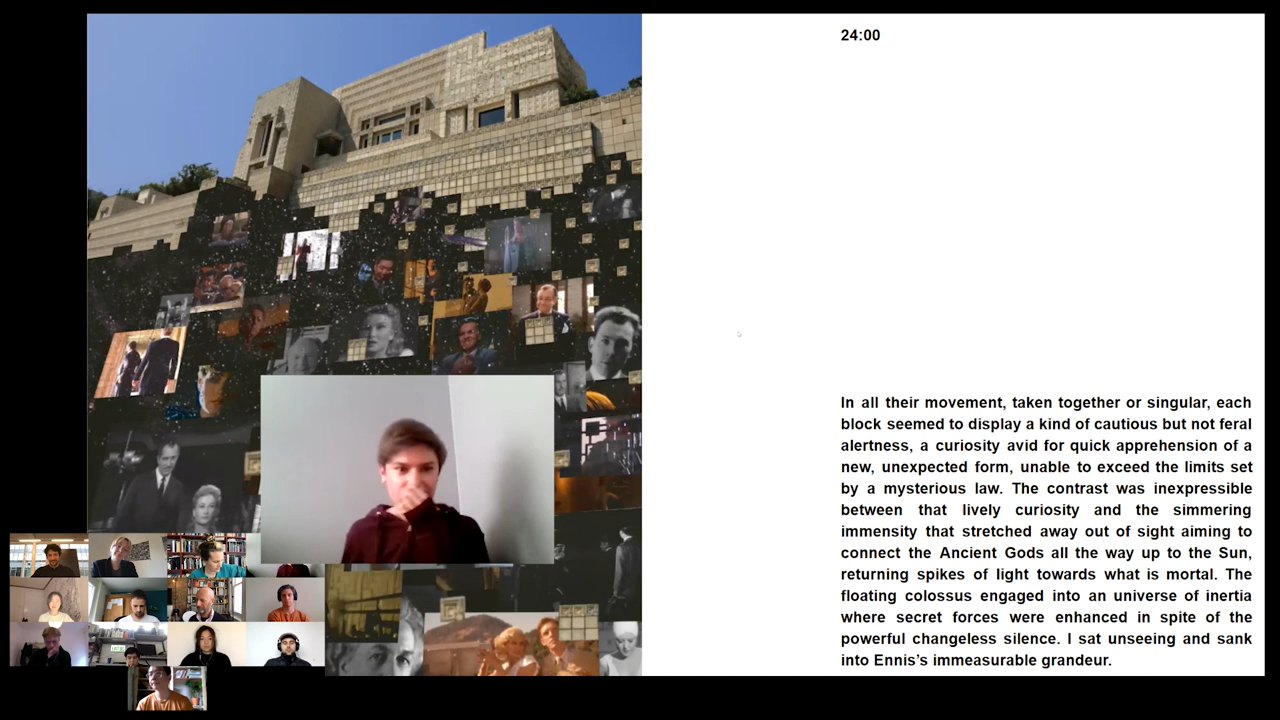 24:00
In all their movement, taken together or singular, each
block seemed to display a kind of cautious but not feral
alertness, a curiosity avid for quick apprehension of a
new, unexpected form, unable to exceed the limits set
by a mysterious law. The contrast was inexpressible
between that lively curiosity and the simmering
immensity that stretched away out of sight aiming to
connect the Ancient Gods all the way up to the Sun,
returning spikes of light towards what is mortal. The
floating colossus engaged into an universe of inertia
where secret forces were enhanced in spite of the
powerful changeless silence. I sat unseeing and sank
into Ennis's immeasurable grandeur.